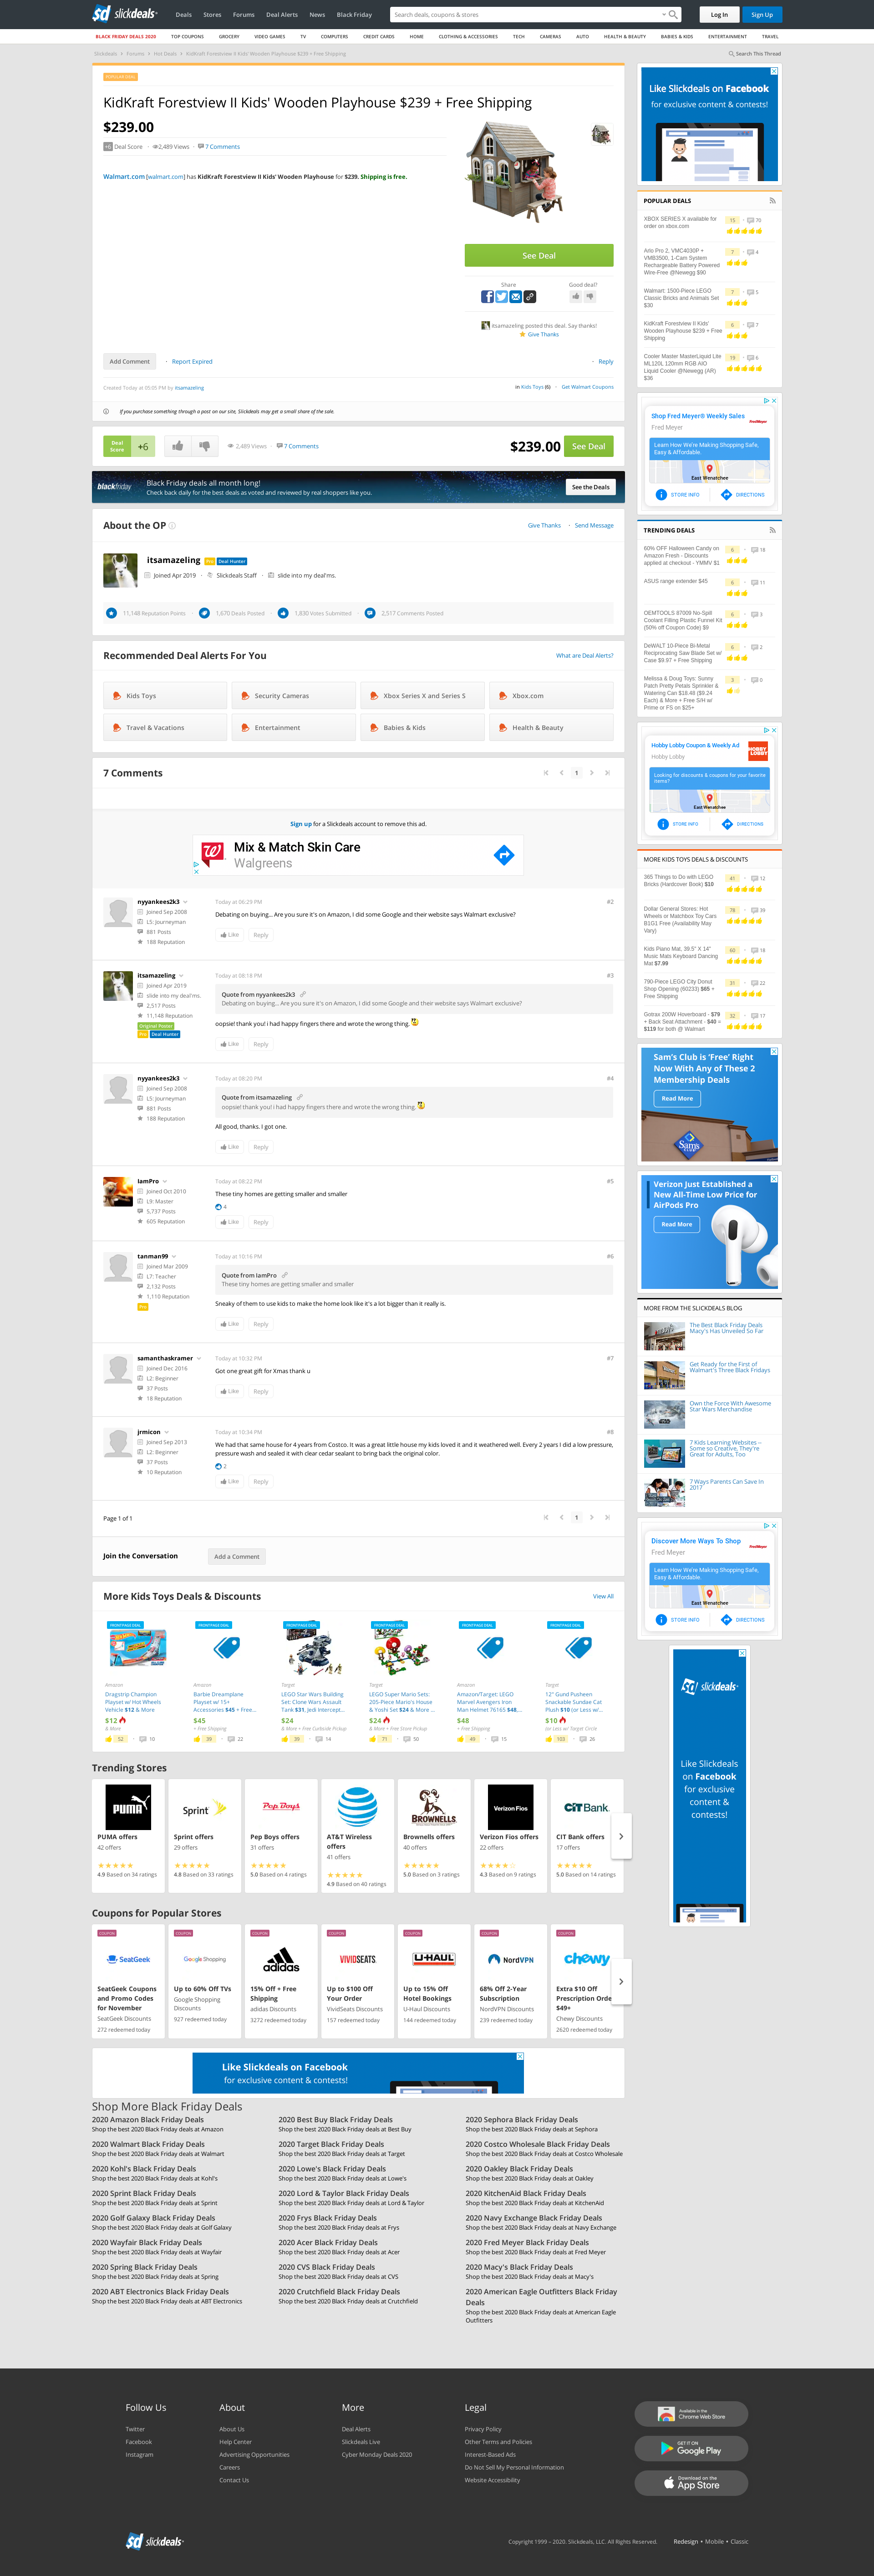 slickdeals
Deals Stores Forums Deal Alerts News Black Friday
Search deals, coupons & stores
Log In Sign Up
BLACK FRIDAY DEALS 2020 TOP COUPONS GROCERY VIDEO GAMES TV COMPUTERS CREDIT CARDS HOME CLOTHING & ACCESSORIES TECH CAMERAS AUTO HEALTH & BEAUTY BABIES & KIDS ENTERTAINMENT TRAVEL
Slickdeals Forums Hot Deals KidKraft Forestview II Kids' Wooden Playhouse $239 + Free Shipping
Search This Thread
POPULAR DEAL
KidKraft Forestview II Kids' Wooden Playhouse $239 + Free Shipping
$239.00
+6 Deal Score 2,489 Views 7 Comments
Walmart.com [walmart.com] has KidKraft Forestview II Kids' Wooden Playhouse for $239. Shipping is free.
See Deal
Share Good deal?
itsamazeling posted this deal. Say thanks!
Give Thanks
Add Comment Report Expired Reply
Created Today at 05:05 PM by itsamazeling
in Kids Toys (6) Get Walmart Coupons
If you purchase something through a post on our site, Slickdeals may get a small share of the sale.
Deal Score +6 2,489 Views 7 Comments $239.00 See Deal
blackfriday
Black Friday deals all month long!
Check back daily for the best deals as voted and reviewed by real shoppers like you.
See the Deals
About the OP
Give Thanks Send Message
itsamazeling Pro Deal Hunter
Joined Apr 2019 Slickdeals Staff slide into my deal'ms.
11,148 Reputation Points 1,670 Deals Posted 1,830 Votes Submitted 2,517 Comments Posted
Recommended Deal Alerts For You
What are Deal Alerts?
Kids Toys Security Cameras Xbox Series X and Series S Xbox.com
Travel & Vacations Entertainment Babies & Kids Health & Beauty
7 Comments
1
Sign up for a Slickdeals account to remove this ad.
Mix & Match Skin Care
Walgreens
nyyankees2k3
Joined Sep 2008
L5: Journeyman
881 Posts
188 Reputation
Today at 06:29 PM #2
Debating on buying... Are you sure it's on Amazon, I did some Google and their website says Walmart exclusive?
Like Reply
itsamazeling
Joined Apr 2019
slide into my deal'ms.
2,517 Posts
11,148 Reputation
Original Poster
Pro Deal Hunter
Today at 08:18 PM #3
Quote from nyyankees2k3
Debating on buying... Are you sure it's on Amazon, I did some Google and their website says Walmart exclusive?
oopsie! thank you! i had happy fingers there and wrote the wrong thing.
Like Reply
nyyankees2k3
Joined Sep 2008
L5: Journeyman
881 Posts
188 Reputation
Today at 08:20 PM #4
Quote from itsamazeling
oopsie! thank you! i had happy fingers there and wrote the wrong thing.
All good, thanks, I got one.
Like Reply
IamPro
Joined Oct 2010
L9: Master
5,737 Posts
605 Reputation
Today at 08:22 PM #5
These tiny homes are getting smaller and smaller
4
Like Reply
tanman99
Joined Mar 2009
L7: Teacher
2,132 Posts
1,110 Reputation
Pro
Today at 10:16 PM #6
Quote from IamPro
These tiny homes are getting smaller and smaller
Sneaky of them to use kids to make the home look like it's a lot bigger than it really is.
Like Reply
samanthaskramer
Joined Dec 2016
L2: Beginner
37 Posts
18 Reputation
Today at 10:32 PM #7
Got one great gift for Xmas thank u
Like Reply
jrmicon
Joined Sep 2013
L2: Beginner
37 Posts
10 Reputation
Today at 10:34 PM #8
We had that same house for 4 years from Costco. It was a great little house my kids loved it and it weathered well. Every 2 years I did a low pressure,
pressure wash and sealed it with clear cedar sealant to bring back the original color.
2
Like Reply
Page 1 of 1
1
Join the Conversation Add a Comment
More Kids Toys Deals & Discounts
View All
FRONTPAGE DEAL
Amazon
Dragstrip Champion
Playset w/ Hot Wheels
Vehicle $12 & More
$12
& More
52 10
FRONTPAGE DEAL
Amazon
Barbie Dreamplane
Playset w/ 15+
Accessories $45 + Free...
$45
+ Free Shipping
39 22
FRONTPAGE DEAL
Target
LEGO Star Wars Building
Set: Clone Wars Assault
Tank $31, Jedi Intercept...
$24
& More + Free Curbside Pickup
39 14
FRONTPAGE DEAL
Target
LEGO Super Mario Sets:
205-Piece Mario's House
& Yoshi Set $24 & More ...
$24
& More + Free Store Pickup
71 50
FRONTPAGE DEAL
Amazon
Amazon/Target: LEGO
Marvel Avengers Iron
Man Helmet 76165 $48,...
$48
+ Free Shipping
49 15
FRONTPAGE DEAL
Target
12" Gund Pusheen
Snackable Sundae Cat
Plush $10 (or Less w/...
$10
(or Less w/ Target Circle
103 26
Trending Stores
PUMA
PUMA offers
42 offers
4.9 Based on 34 ratings
Sprint
Sprint offers
29 offers
4.8 Based on 33 ratings
Pep Boys
Pep Boys offers
31 offers
5.0 Based on 4 ratings
AT&T
AT&T Wireless
offers
41 offers
4.9 Based on 40 ratings
BROWNELLS
Brownells offers
40 offers
5.0 Based on 3 ratings
Verizon Fios
Verizon Fios offers
22 offers
4.3 Based on 9 ratings
CIT Bank
CIT Bank offers
17 offers
5.0 Based on 14 ratings
Coupons for Popular Stores
COUPON
SeatGeek
SeatGeek Coupons
and Promo Codes
for November
SeatGeek Discounts
272 redeemed today
COUPON
Google Shopping
Up to 60% Off TVs
Google Shopping
Discounts
927 redeemed today
COUPON
adidas
15% Off + Free
Shipping
adidas Discounts
3272 redeemed today
COUPON
VIVIDSEATS
Up to $100 Off
Your Order
VividSeats Discounts
157 redeemed today
COUPON
U-HAUL
Up to 15% Off
Hotel Bookings
U-Haul Discounts
144 redeemed today
COUPON
NordVPN
68% Off 2-Year
Subscription
NordVPN Discounts
239 redeemed today
COUPON
chewy
Extra $10 Off
Prescription Orde
$49+
Chewy Discounts
2620 redeemed today
Like Slickdeals on Facebook
for exclusive content & contests!
Shop More Black Friday Deals
2020 Amazon Black Friday Deals
Shop the best 2020 Black Friday deals at Amazon
2020 Best Buy Black Friday Deals
Shop the best 2020 Black Friday deals at Best Buy
2020 Sephora Black Friday Deals
Shop the best 2020 Black Friday deals at Sephora
2020 Walmart Black Friday Deals
Shop the best 2020 Black Friday deals at Walmart
2020 Target Black Friday Deals
Shop the best 2020 Black Friday deals at Target
2020 Costco Wholesale Black Friday Deals
Shop the best 2020 Black Friday deals at Costco Wholesale
2020 Kohl's Black Friday Deals
Shop the best 2020 Black Friday deals at Kohl's
2020 Lowe's Black Friday Deals
Shop the best 2020 Black Friday deals at Lowe's
2020 Oakley Black Friday Deals
Shop the best 2020 Black Friday deals at Oakley
2020 Sprint Black Friday Deals
Shop the best 2020 Black Friday deals at Sprint
2020 Lord & Taylor Black Friday Deals
Shop the best 2020 Black Friday deals at Lord & Taylor
2020 KitchenAid Black Friday Deals
Shop the best 2020 Black Friday deals at KitchenAid
2020 Golf Galaxy Black Friday Deals
Shop the best 2020 Black Friday deals at Golf Galaxy
2020 Frys Black Friday Deals
Shop the best 2020 Black Friday deals at Frys
2020 Navy Exchange Black Friday Deals
Shop the best 2020 Black Friday deals at Navy Exchange
2020 Wayfair Black Friday Deals
Shop the best 2020 Black Friday deals at Wayfair
2020 Acer Black Friday Deals
Shop the best 2020 Black Friday deals at Acer
2020 Fred Meyer Black Friday Deals
Shop the best 2020 Black Friday deals at Fred Meyer
2020 Spring Black Friday Deals
Shop the best 2020 Black Friday deals at Spring
2020 CVS Black Friday Deals
Shop the best 2020 Black Friday deals at CVS
2020 Macy's Black Friday Deals
Shop the best 2020 Black Friday deals at Macy's
2020 ABT Electronics Black Friday Deals
Shop the best 2020 Black Friday deals at ABT Electronics
2020 Crutchfield Black Friday Deals
Shop the best 2020 Black Friday deals at Crutchfield
2020 American Eagle Outfitters Black Friday
Deals
Shop the best 2020 Black Friday deals at American Eagle
Outfitters
Like Slickdeals on Facebook
for exclusive content & contests!
POPULAR DEALS
XBOX SERIES X available for
order on xbox.com
15 70
Arlo Pro 2, VMC4030P +
VMB3500, 1-Cam System
Rechargeable Battery Powered
Wire-Free @Newegg $90
7 4
Walmart: 1500-Piece LEGO
Classic Bricks and Animals Set
$30
7 5
KidKraft Forestview II Kids'
Wooden Playhouse $239 + Free
Shipping
6 7
Cooler Master MasterLiquid Lite
ML120L 120mm RGB AIO
Liquid Cooler @Newegg (AR)
$36
19 6
Shop Fred Meyer® Weekly Sales
Fred Meyer
Learn How We're Making Shopping Safe,
Easy & Affordable.
East Wenatchee
STORE INFO DIRECTIONS
TRENDING DEALS
60% OFF Halloween Candy on
Amazon Fresh - Discounts
applied at checkout - YMMV $1
6 18
ASUS range extender $45
6 11
OEMTOOLS 87009 No-Spill
Coolant Filling Plastic Funnel Kit
(50% off Coupon Code) $9
6 3
DeWALT 10-Piece Bi-Metal
Reciprocating Saw Blade Set w/
Case $9.97 + Free Shipping
6 2
Melissa & Doug Toys: Sunny
Patch Pretty Petals Sprinkler &
Watering Can $18.48 ($9.24
Each) & More + Free S/H w/
Prime or FS on $25+
3 0
Hobby Lobby Coupon & Weekly Ad
Hobby Lobby
HOBBY LOBBY
Looking for discounts & coupons for your favorite
items?
East Wenatchee
STORE INFO DIRECTIONS
MORE KIDS TOYS DEALS & DISCOUNTS
365 Things to Do with LEGO
Bricks (Hardcover Book) $10
41 12
Dollar General Stores: Hot
Wheels or Matchbox Toy Cars
B1G1 Free (Availability May
Vary)
78 39
Kids Piano Mat, 39.5" X 14"
Music Mats Keyboard Dancing
Mat $7.99
60 18
790-Piece LEGO City Donut
Shop Opening (60233) $65 +
Free Shipping
31 22
Gotrax 200W Hoverboard - $79
+ Back Seat Attachment - $40 =
$119 for both @ Walmart
32 17
Sam's Club is 'Free' Right
Now With Any of These 2
Membership Deals
Read More
Sam's
Verizon Just Established a
New All-Time Low Price for
AirPods Pro
Read More
MORE FROM THE SLICKDEALS BLOG
The Best Black Friday Deals
Macy's Has Unveiled So Far
Get Ready for the First of
Walmart's Three Black Fridays
Own the Force With Awesome
Star Wars Merchandise
7 Kids Learning Websites –
Some so Creative, They're
Great for Adults, Too
7 Ways Parents Can Save In
2017
Discover More Ways To Shop
Fred Meyer
Learn How We're Making Shopping Safe,
Easy & Affordable.
East Wenatchee
STORE INFO DIRECTIONS
slickdeals
Like Slickdeals
on Facebook
for exclusive
content &
contests!
Follow Us
Twitter
Facebook
Instagram
About
About Us
Help Center
Advertising Opportunities
Careers
Contact Us
More
Deal Alerts
Slickdeals Live
Cyber Monday Deals 2020
Legal
Privacy Policy
Other Terms and Policies
Interest-Based Ads
Do Not Sell My Personal Information
Website Accessibility
Available in the
Chrome Web Store
GET IT ON
Google Play
Download on the
App Store
slickdeals
Copyright 1999 – 2020. Slickdeals, LLC. All Rights Reserved. Redesign • Mobile • Classic